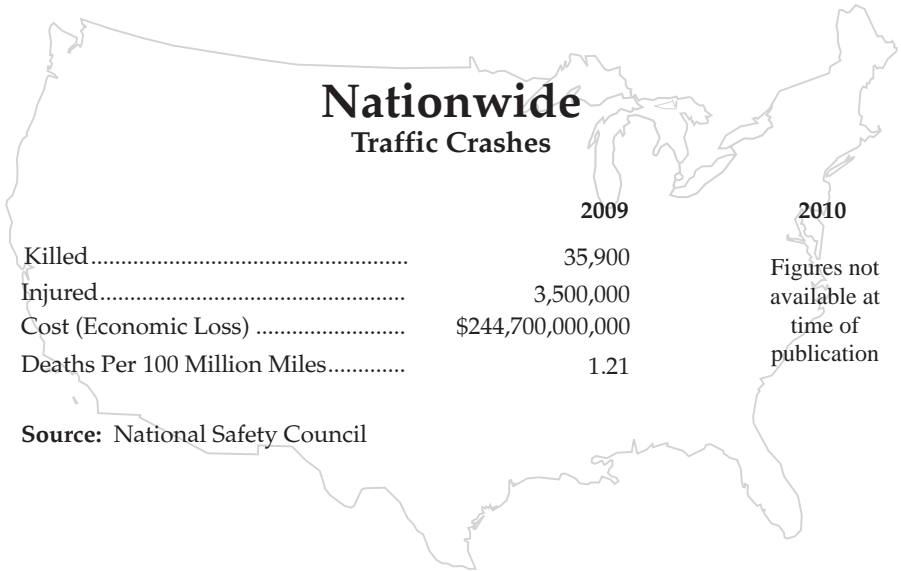 Nationwide
Traffic Crashes
2009 2010
Killed.................................................... 35,900
Injured................................................... 3,500,000
Cost (Economic Loss) ......................... $244,700,000,000
Deaths Per 100 Million Miles............. 1.21
Figures not
available at
time of
publication
Source: National Safety Council